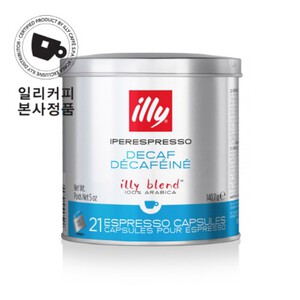 일리커피
본사정품
illy
IPERESPRESSO
DECAF
DÉCAFÉINÉ
illy blend™
100% ARABICA
Net Wt.
Poids Net 5 oz
140,7g e
21 ESPRESSO CAPSULES
CAPSULES POUR ESPRESSO